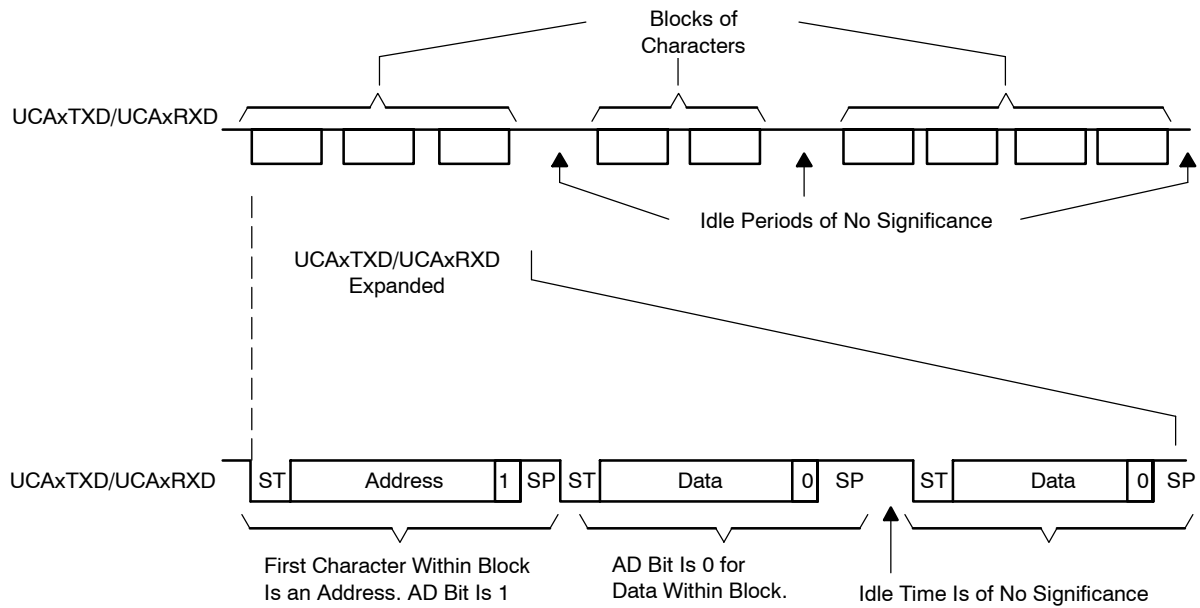 Blocks of
Characters
UCAxTXD/UCAxRXD
Idle Periods of No Significance
UCAxTXD/UCAxRXD
Expanded
UCAxTXD/UCAxRXD
ST Address 1 SP ST Data 0 SP ST Data 0 SP
First Character Within Block
Is an Address. AD Bit Is 1
AD Bit Is 0 for
Data Within Block.
Idle Time Is of No Significance